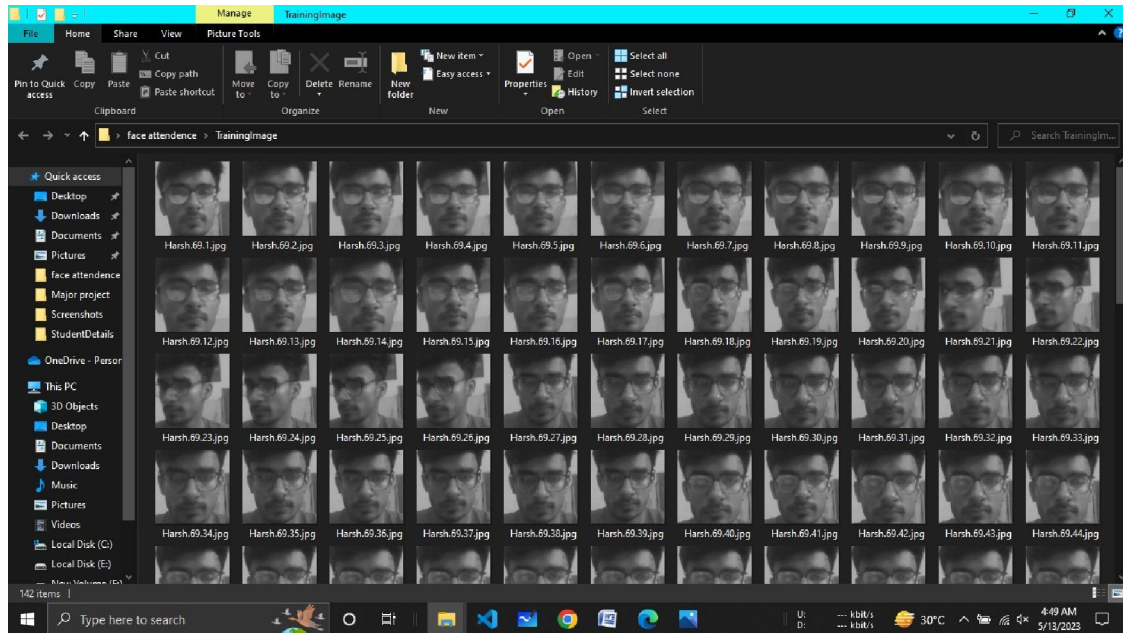 Manage TrainingImage
File Home Share View Picture Tools
Pin to Quick access
Copy
Paste
Cut
Copy path
Paste shortcut
Clipboard
Move to
Copy to
Delete
Rename
Organize
New folder
New item
Easy access
New
Properties
Open
Edit
History
Open
Select all
Select none
Invert selection
Select
face attendence > TrainingImage
Search TrainingIm...
Quick access
Desktop
Downloads
Documents
Pictures
face attendence
Major project
Screenshots
StudentDetails
OneDrive - Person
This PC
3D Objects
Desktop
Documents
Downloads
Music
Pictures
Videos
Local Disk (C:)
Local Disk (E:)
Harsh.69.1.jpg Harsh.69.2.jpg Harsh.69.3.jpg Harsh.69.4.jpg Harsh.69.5.jpg Harsh.69.6.jpg Harsh.69.7.jpg Harsh.69.8.jpg Harsh.69.9.jpg Harsh.69.10.jpg Harsh.69.11.jpg
Harsh.69.12.jpg Harsh.69.13.jpg Harsh.69.14.jpg Harsh.69.15.jpg Harsh.69.16.jpg Harsh.69.17.jpg Harsh.69.18.jpg Harsh.69.19.jpg Harsh.69.20.jpg Harsh.69.21.jpg Harsh.69.22.jpg
Harsh.69.23.jpg Harsh.69.24.jpg Harsh.69.25.jpg Harsh.69.26.jpg Harsh.69.27.jpg Harsh.69.28.jpg Harsh.69.29.jpg Harsh.69.30.jpg Harsh.69.31.jpg Harsh.69.32.jpg Harsh.69.33.jpg
Harsh.69.34.jpg Harsh.69.35.jpg Harsh.69.36.jpg Harsh.69.37.jpg Harsh.69.38.jpg Harsh.69.39.jpg Harsh.69.40.jpg Harsh.69.41.jpg Harsh.69.42.jpg Harsh.69.43.jpg Harsh.69.44.jpg
142 items
Type here to search
U: --- kbit/s
D: --- kbit/s
30°C
4:49 AM
5/13/2023